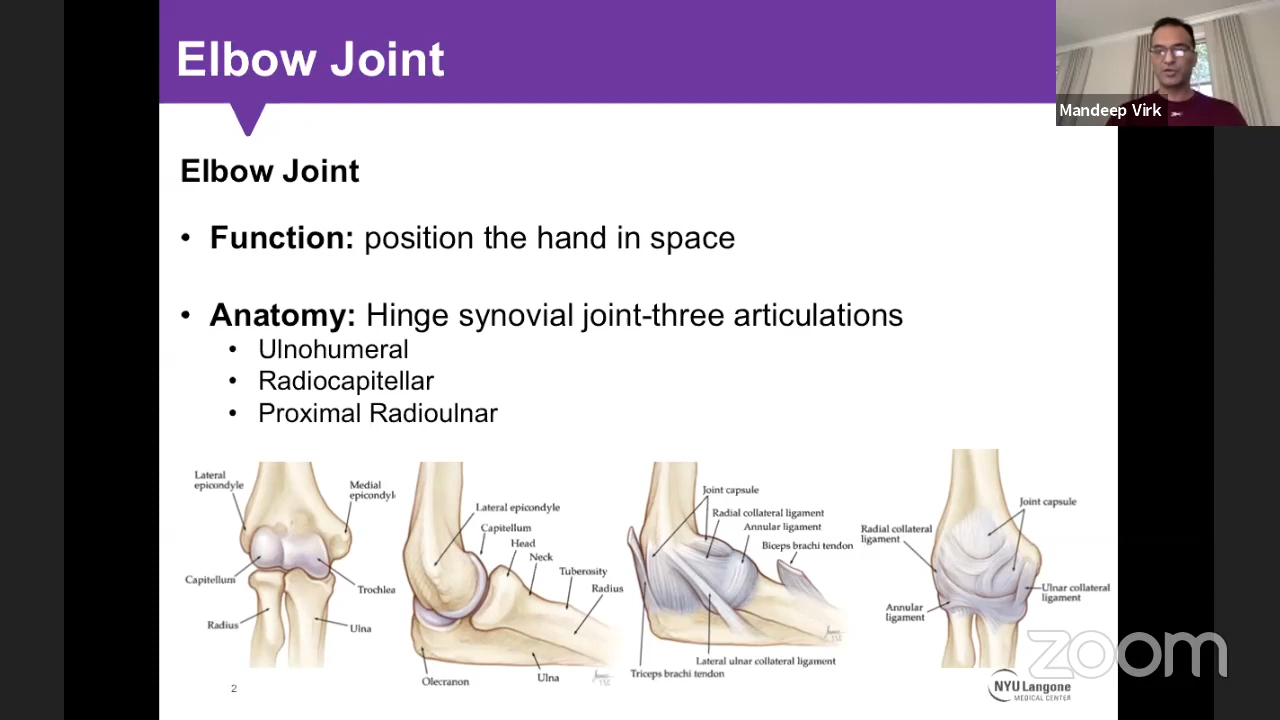 Elbow Joint
Mandeep Virk
Elbow Joint
• Function: position the hand in space
• Anatomy: Hinge synovial joint-three articulations
• Ulnohumeral
• Radiocapitellar
• Proximal Radioulnar
Lateral
epicondyle
Medial
epicondyl
Capitellum
Trochlea
Radius
Ulna
Lateral epicondyle
Capitellum
Head
Neck
Tuberosity
Radius
Olecranon
Ulna
Joint capsule
Radial collateral ligament
Annular ligament
Biceps brachi tendon
Lateral ulnar collateral ligament
Triceps brachi tendon
Joint capsule
Radial collateral
ligament
Ulnar collateral
ligament
Annular
ligament
zoom
2
NYU Langone
MEDICAL CENTER